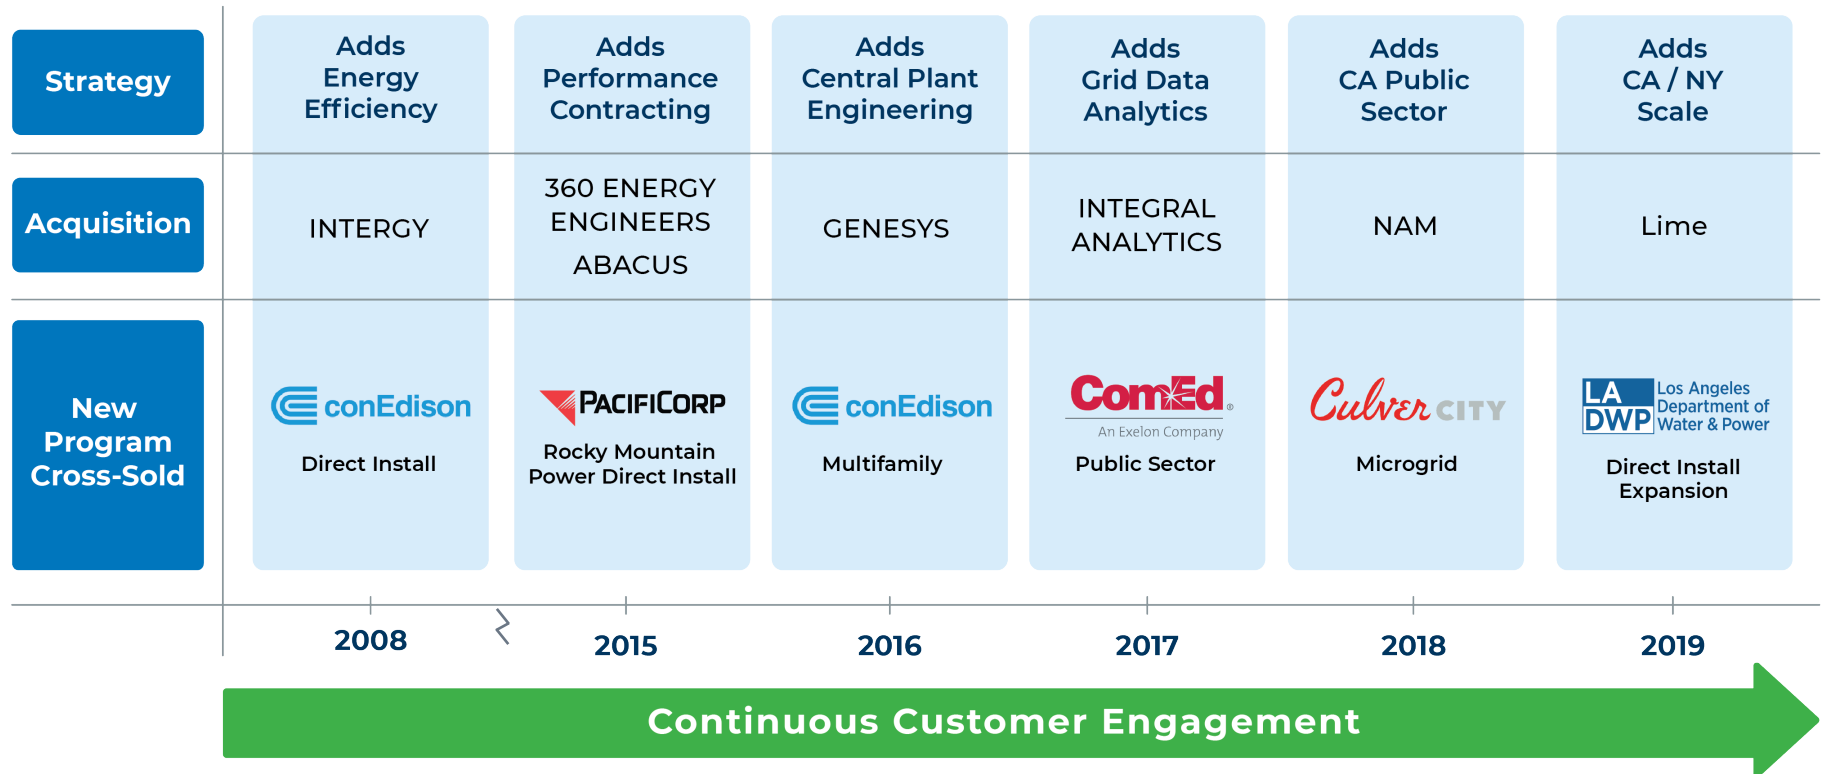 Strategy
Adds
Energy
Efficiency
Adds
Performance
Contracting
Adds
Central Plant
Engineering
Adds
Grid Data
Analytics
Adds
CA Public
Sector
Adds
CA / NY
Scale
Acquisition
INTERGY
360 ENERGY
ENGINEERS
ABACUS
GENESYS
INTEGRAL
ANALYTICS
NAM
Lime
New
Program
Cross-Sold
conEdison
Direct Install
PACIFICORP
Rocky Mountain
Power Direct Install
conEdison
Multifamily
ComEd®
An Exelon Company
Public Sector
Culver CITY
Microgrid
LA
DWP
Los Angeles
Department of
Water & Power
Direct Install
Expansion
2008
2015
2016
2017
2018
2019
Continuous Customer Engagement